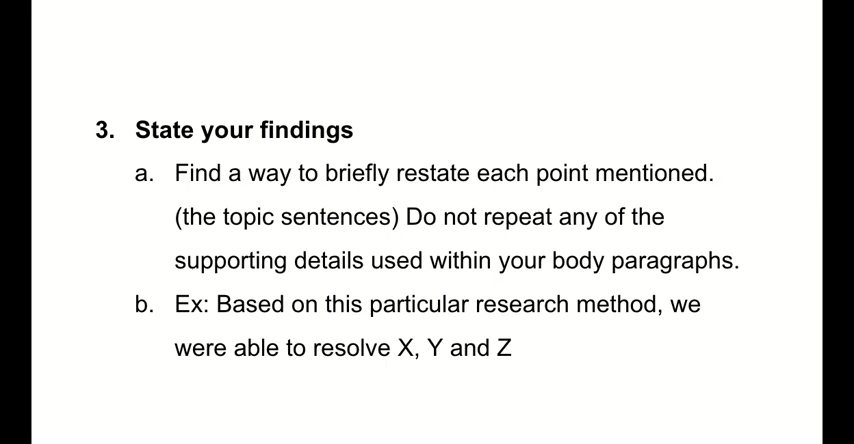 3. State your findings
a. Find a way to briefly restate each point mentioned.
(the topic sentences) Do not repeat any of the
supporting details used within your body paragraphs.
b. Ex: Based on this particular research method, we
were able to resolve X, Y and Z